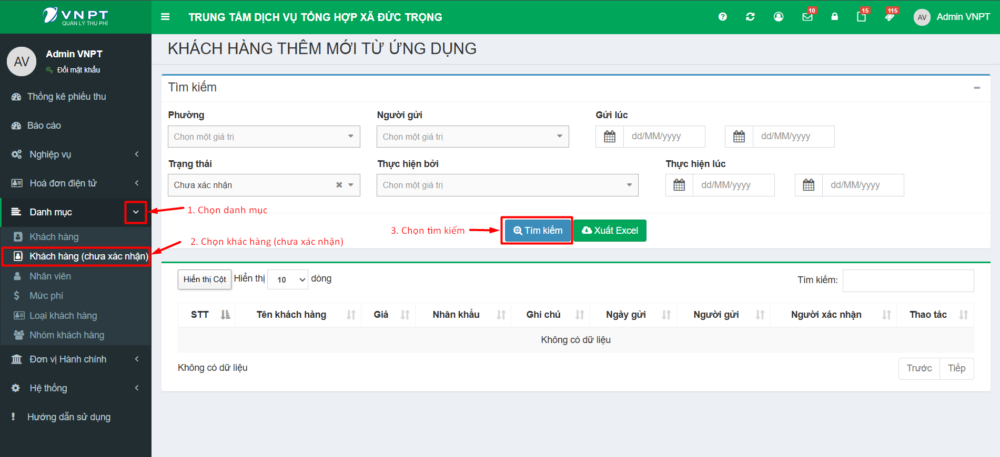 VNPT
QUẢN LÝ THU PHÍ
TRUNG TÂM DỊCH VỤ TỔNG HỢP XÃ ĐỨC TRỌNG
10
15
115
AV
Admin VNPT
AV
Admin VNPT
Đổi mật khẩu
Thống kê phiếu thu
Báo cáo
Nghiệp vụ
Hoá đơn điện tử
Danh mục
Khách hàng
Khách hàng (chưa xác nhận)
Nhân viên
Mức phí
Loại khách hàng
Nhóm khách hàng
Đơn vị Hành chính
Hệ thống
Hướng dẫn sử dụng
KHÁCH HÀNG THÊM MỚI TỪ ỨNG DỤNG
Tìm kiếm
Phường
Người gửi
Gửi lúc
Chọn một giá trị
Chọn một giá trị
dd/MM/yyyy
dd/MM/yyyy
Trạng thái
Thực hiện bởi
Thực hiện lúc
Chưa xác nhận
Chọn một giá trị
dd/MM/yyyy
dd/MM/yyyy
1. Chọn danh mục
2. Chọn khác hàng (chưa xác nhận)
3. Chọn tìm kiếm
Tìm kiếm
Xuất Excel
Hiển thị Cột
Hiển thị 10 dòng
Tìm kiếm:
STT Tên khách hàng Giá Nhân khẩu Ghi chú Ngày gửi Người gửi Người xác nhận Thao tác
Không có dữ liệu
Không có dữ liệu
Trước
Tiếp